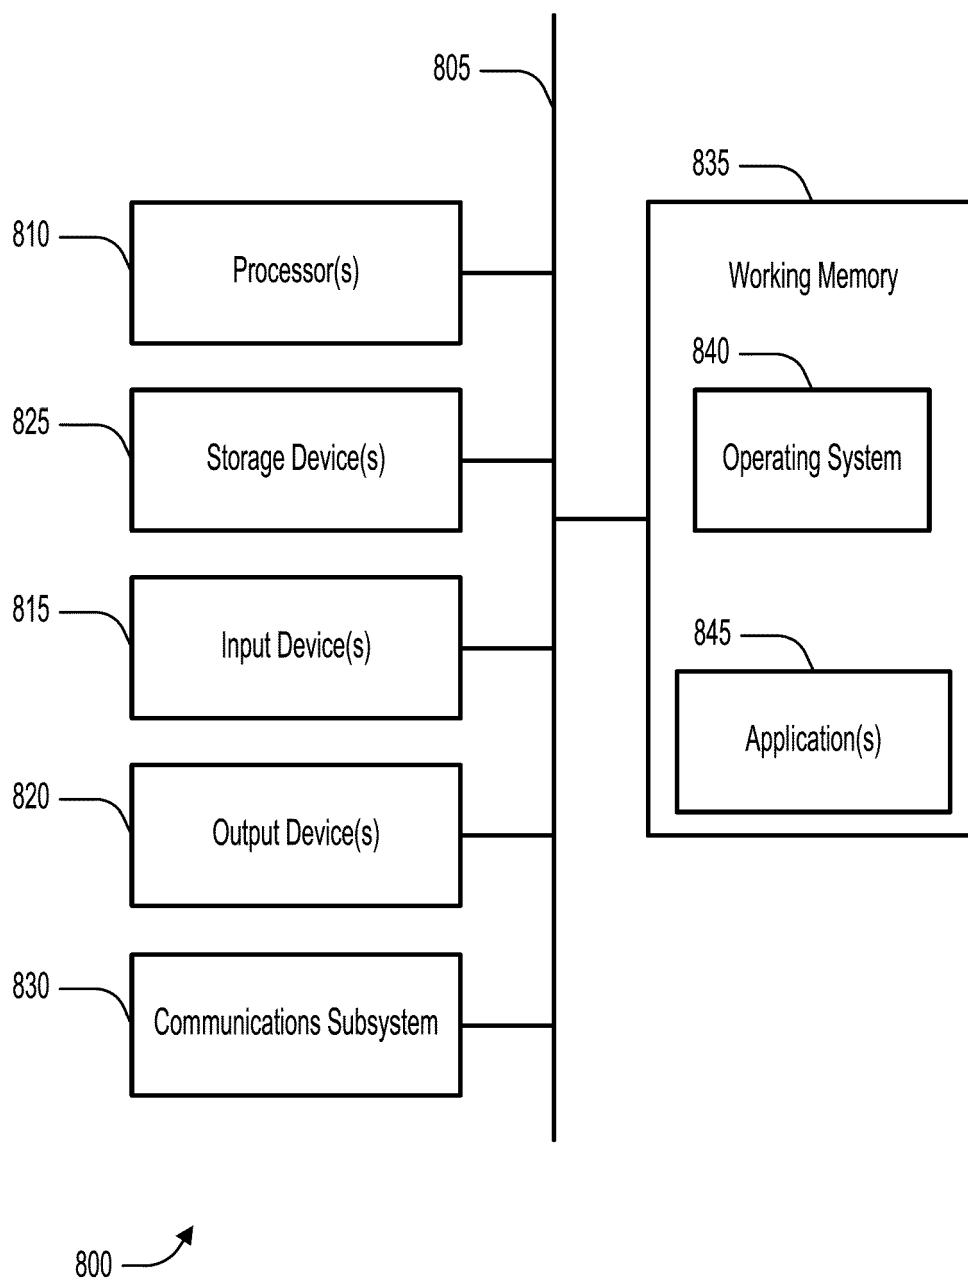 805
835
810
Processor(s)
Working Memory
840
825
Storage Device(s)
Operating System
815
Input Device(s)
845
Application(s)
820
Output Device(s)
830
Communications Subsystem
800